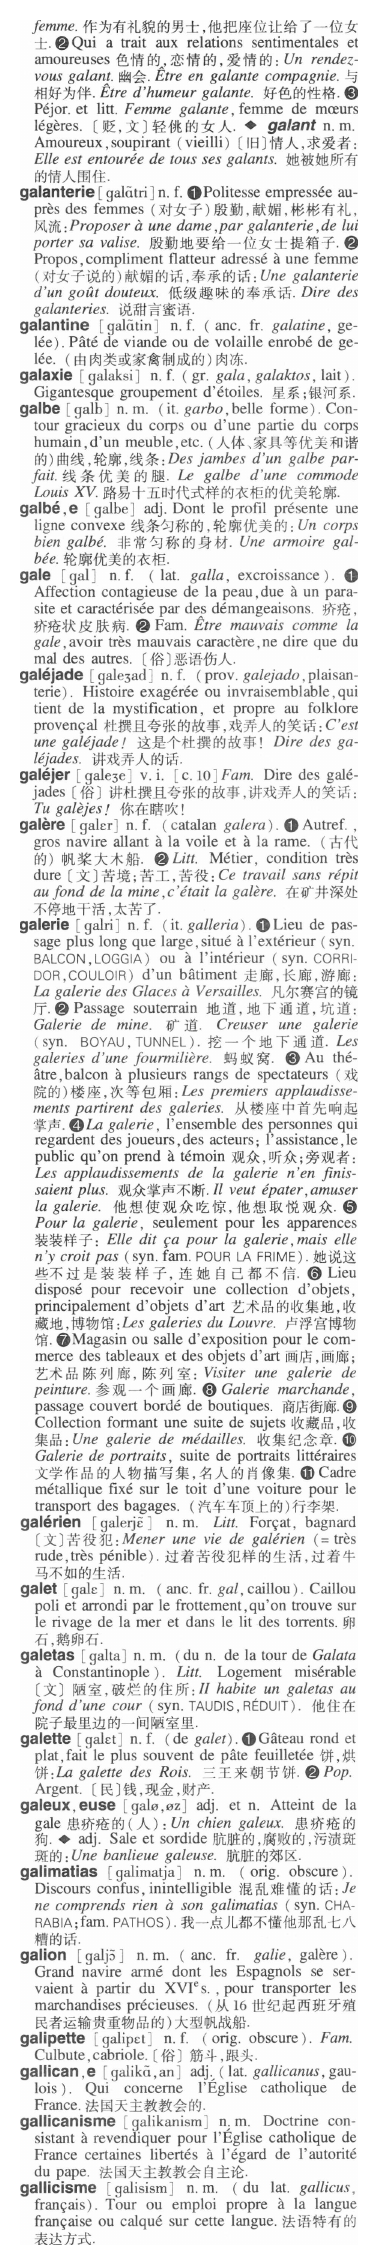 femme. 作为有礼貌的男士,他把座位让给了一位女
士. ❷ Qui a trait aux relations sentimentales et
amoureuses 色情的,恋情的,爱情的: Un rendez-
vous galant. 幽会. Être en galante compagnie. 与
相好为伴. Être d'humeur galante. 好色的性格. ❸
Péjor. et litt. Femme galante, femme de mœurs
légères. 〔贬,文〕轻佻的女人. ◆ galant n. m.
Amoureux, soupirant (vieilli) 〔旧〕情人,求爱者:
Elle est entourée de tous ses galants. 她被她所有
的情人围住.
galanterie [galɑ̃tri] n. f. ❶ Politesse empressée au-
près des femmes (对女子) 殷勤,献媚,彬彬有礼,
风流: Proposer à une dame, par galanterie, de lui
porter sa valise. 殷勤地要给一位女士提箱子. ❷
Propos, compliment flatteur adressé à une femme
(对女子说的)献媚的话,奉承的话: Une galanterie
d'un goût douteux. 低级趣味的奉承话. Dire des
galanteries. 说甜言蜜语.
galantine [galɑ̃tin] n. f. (anc. fr. galatine, ge-
lée). Pâté de viande ou de volaille enrobé de ge-
lée. (由肉类或家禽制成的)肉冻.
galaxie [galaksi] n. f. (gr. gala, galaktos, lait).
Gigantesque groupement d'étoiles. 星系;银河系.
galbe [galb] n. m. (it. garbo, belle forme). Con-
tour gracieux du corps ou d'une partie du corps
humain, d'un meuble, etc. (人体、家具等优美和谐
的)曲线,轮廓,线条: Des jambes d'un galbe par-
fait. 线条优美的腿. Le galbe d'une commode
Louis XV. 路易十五时代式样的衣柜的优美轮廓.
galbé, e [galbe] adj. Dont le profil présente une
ligne convexe 线条匀称的,轮廓优美的: Un corps
bien galbé. 非常匀称的身材. Une armoire gal-
bée. 轮廓优美的衣柜.
gale [gal] n. f. (lat. galla, excroissance). ❶
Affection contagieuse de la peau, due à un para-
site et caractérisée par des démangeaisons. 疥疮,
疥疮状皮肤病. ❷ Fam. Être mauvais comme la
gale, avoir très mauvais caractère, ne dire que du
mal des autres. 〔俗〕恶语伤人.
galéjade [galeʒad] n. f. (prov. galejado, plaisan-
terie). Histoire exagérée ou invraisemblable, qui
tient de la mystification, et propre au folklore
provençal 杜撰且夸张的故事,戏弄人的笑话: C'est
une galéjade! 这是个杜撰的故事! Dire des ga-
léjades. 讲戏弄人的话.
galéjer [galeʒe] v. i. [c. 10] Fam. Dire des galé-
jades 〔俗〕讲杜撰且夸张的故事,讲戏弄人的笑话:
Tu galèjes! 你在瞎吹!
galère [galɛr] n. f. (catalan galera). ❶ Autref.,
gros navire allant à la voile et à la rame. (古代
的) 帆桨大木船. ❷ Litt. Métier, condition très
dure 〔文〕苦境;苦工,苦役: Ce travail sans répit
au fond de la mine, c'était la galère. 在矿井深处
不停地干活,太苦了.
galerie [galri] n. f. (it. galleria). ❶ Lieu de pas-
sage plus long que large, situé à l'extérieur (syn.
BALCON, LOGGIA) ou à l'intérieur (syn. CORRI-
DOR, COULOIR) d'un bâtiment 走廊,长廊,游廊:
La galerie des Glaces à Versailles. 凡尔赛宫的镜
厅. ❷ Passage souterrain 地道,地下通道,坑道:
Galerie de mine. 矿道. Creuser une galerie
(syn. BOYAU, TUNNEL). 挖一个地下通道. Les
galeries d'une fourmilière. 蚂蚁窝. ❸ Au thé-
âtre, balcon à plusieurs rangs de spectateurs (戏
院的)楼座,次等包厢: Les premiers applaudisse-
ments partirent des galeries. 从楼座中首先响起
掌声. ❹ La galerie, l'ensemble des personnes qui
regardent des joueurs, des acteurs; l'assistance, le
public qu'on prend à témoin 观众,听众;旁观者:
Les applaudissements de la galerie n'en finis-
saient plus. 观众掌声不断. Il veut épater, amuser
la galerie. 他想使观众吃惊,他想取悦观众. ❺
Pour la galerie, seulement pour les apparences
装装样子: Elle dit ça pour la galerie, mais elle
n'y croit pas (syn. fam. POUR LA FRIME). 她说这
些不过是装装样子,连她自己都不信. ❻ Lieu
disposé pour recevoir une collection d'objets,
principalement d'objets d'art 艺术品的收集地,收
藏地,博物馆: Les galeries du Louvre. 卢浮宫博物
馆. ❼ Magasin ou salle d'exposition pour le com-
merce des tableaux et des objets d'art 画店,画廊;
艺术品陈列廊,陈列室: Visiter une galerie de
peinture. 参观一个画廊. ❽ Galerie marchande,
passage couvert bordé de boutiques. 商店街廊. ❾
Collection formant une suite de sujets 收藏品,收
集品: Une galerie de médailles. 收集纪念章. ❿
Galerie de portraits, suite de portraits littéraires
文学作品的人物描写集,名人的肖像集. ⓫ Cadre
métallique fixé sur le toit d'une voiture pour le
transport des bagages. (汽车车顶上的)行李架.
galérien [galerjɛ̃] n. m. Litt. Forçat, bagnard
〔文〕苦役犯: Mener une vie de galérien (= très
rude, très pénible). 过着苦役犯样的生活,过着牛
马不如的生活.
galet [galɛ] n. m. (anc. fr. gal, caillou). Caillou
poli et arrondi par le frottement, qu'on trouve sur
le rivage de la mer et dans le lit des torrents. 卵
石,鹅卵石.
galetas [galta] n. m. (du n. de la tour de Galata
à Constantinople). Litt. Logement misérable
〔文〕陋室,破烂的住所: Il habite un galetas au
fond d'une cour (syn. TAUDIS, RÉDUIT). 他住在
院子最里边的一间陋室里.
galette [galɛt] n. f. (de galet). ❶ Gâteau rond et
plat, fait le plus souvent de pâte feuilletée 饼,烘
饼: La galette des Rois. 三王来朝节饼. ❷ Pop.
Argent. 〔民〕钱,现金,财产.
galeux, euse [galø, øz] adj. et n. Atteint de la
gale 患疥疮的(人): Un chien galeux. 患疥疮的
狗. ◆ adj. Sale et sordide 肮脏的,腐败的,污渍斑
斑的: Une banlieue galeuse. 肮脏的郊区.
galimatias [galimatja] n. m. (orig. obscure).
Discours confus, inintelligible 混乱难懂的话: Je
ne comprends rien à son galimatias (syn. CHA-
RABIA; fam. PATHOS). 我一点儿都不懂他那乱七八
糟的话.
galion [galjɔ̃] n. m. (anc. fr. galie, galère).
Grand navire armé dont les Espagnols se ser-
vaient à partir du XVIᵉ s., pour transporter les
marchandises précieuses. (从 16 世纪起西班牙殖
民者运输贵重物品的)大型帆战船.
galipette [galipɛt] n. f. (orig. obscure). Fam.
Culbute, cabriole. 〔俗〕筋斗,跟头.
gallican, e [galikɑ̃, an] adj. (lat. gallicanus, gau-
lois). Qui concerne l'Église catholique de
France. 法国天主教教会的.
gallicanisme [galikanism] n. m. Doctrine con-
sistant à revendiquer pour l'Église catholique de
France certaines libertés à l'égard de l'autorité
du pape. 法国天主教教会自主论.
gallicisme [galisism] n. m. (du lat. gallicus,
français). Tour ou emploi propre à la langue
française ou calqué sur cette langue. 法语特有的
表达方式.